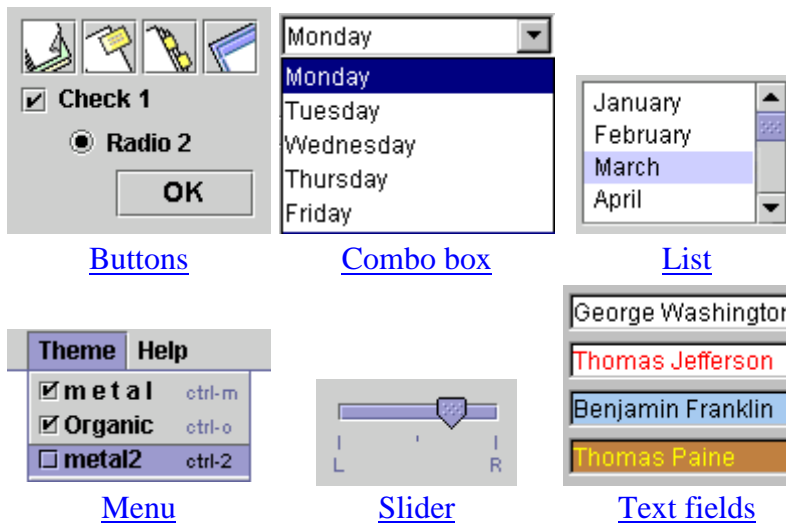 Check 1
Radio 2
OK
Buttons
Monday
Monday
Tuesday
Wednesday
Thursday
Friday
Combo box
January
February
March
April
List
Theme Help
metal ctrl-m
Organic ctrl-o
metal2 ctrl-2
Menu
L R
Slider
George Washington
Thomas Jefferson
Benjamin Franklin
Thomas Paine
Text fields